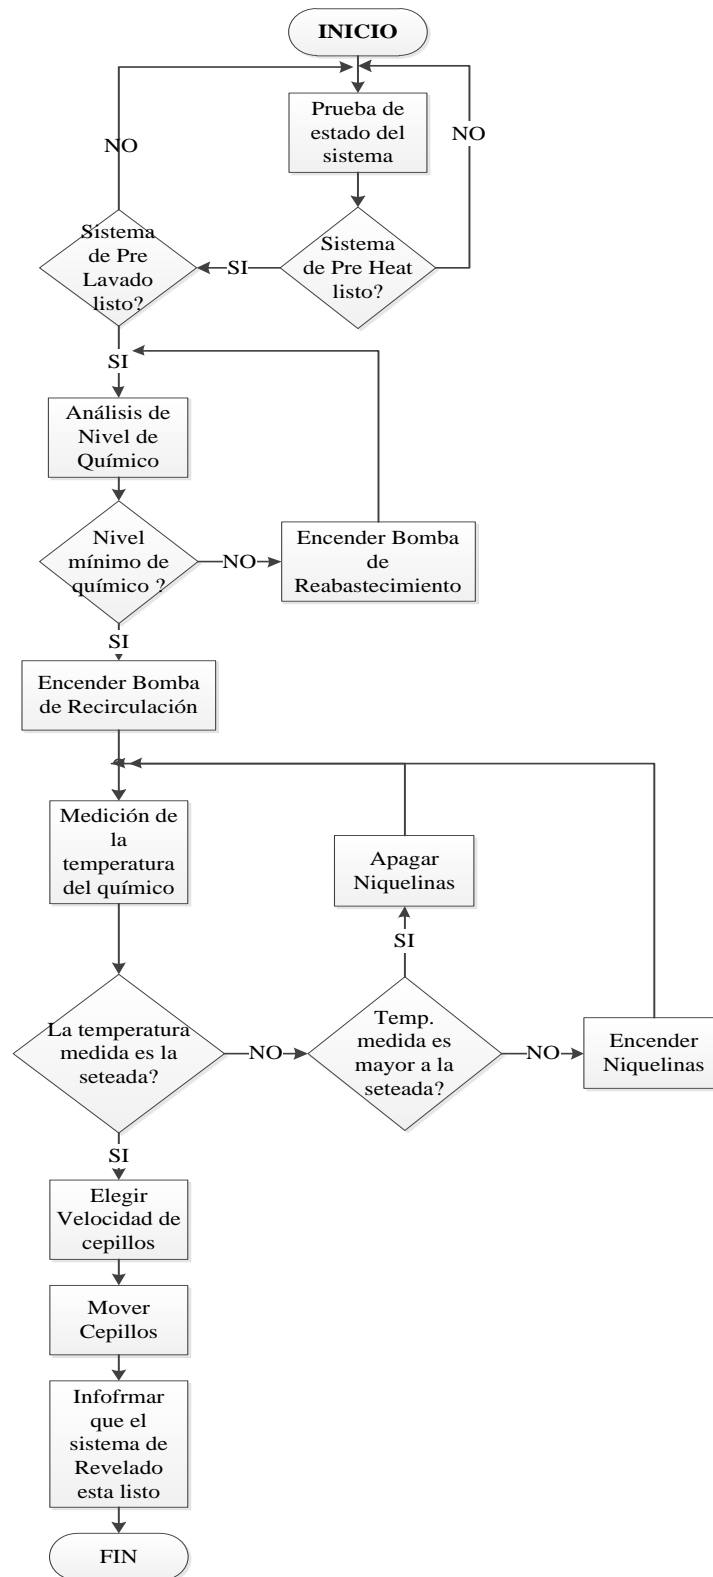 INICIO
Prueba de
estado del
sistema
NO
NO
Sistema
de Pre
Lavado
listo?
SI
Sistema
de Pre Heat
listo?
SI
Análisis de
Nivel de
Químico
Nivel
mínimo de
químico ?
NO
Encender Bomba
de
Reabastecimiento
SI
Encender Bomba
de Recirculación
Medición de
la
temperatura
del químico
Apagar
Niquelinas
SI
La temperatura
medida es la
seteada?
NO
Temp.
medida es
mayor a la
seteada?
NO
Encender
Niquelinas
SI
Elegir
Velocidad de
cepillos
Mover
Cepillos
Infofrmar
que el
sistema de
Revelado
esta listo
FIN